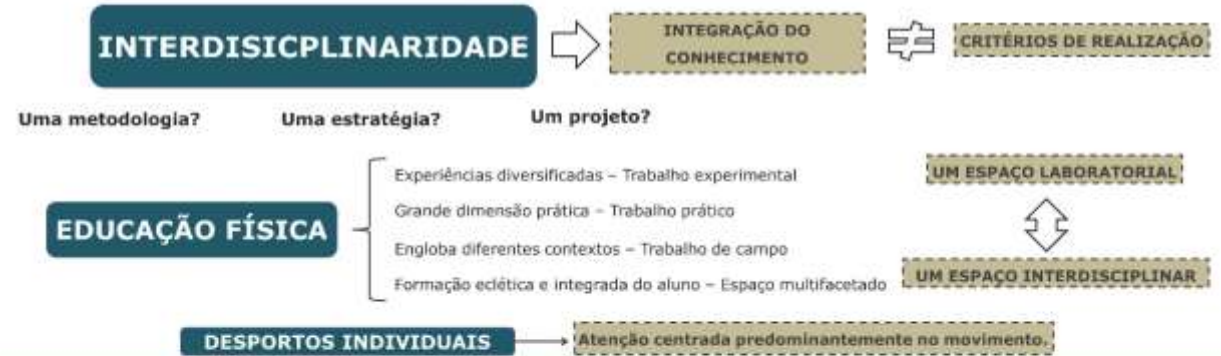 INTERDISICPLINARIDADE
INTEGRAÇÃO DO
CONHECIMENTO
≠
CRITÉRIOS DE REALIZAÇÃO
Uma metodologia?
Uma estratégia?
Um projeto?
EDUCAÇÃO FÍSICA
Experiências diversificadas – Trabalho experimental
Grande dimensão prática – Trabalho prático
Engloba diferentes contextos – Trabalho de campo
Formação eclética e integrada do aluno – Espaço multifacetado
UM ESPAÇO LABORATORIAL
UM ESPAÇO INTERDISCIPLINAR
DESPORTOS INDIVIDUAIS
Atenção centrada predominantemente no movimento.